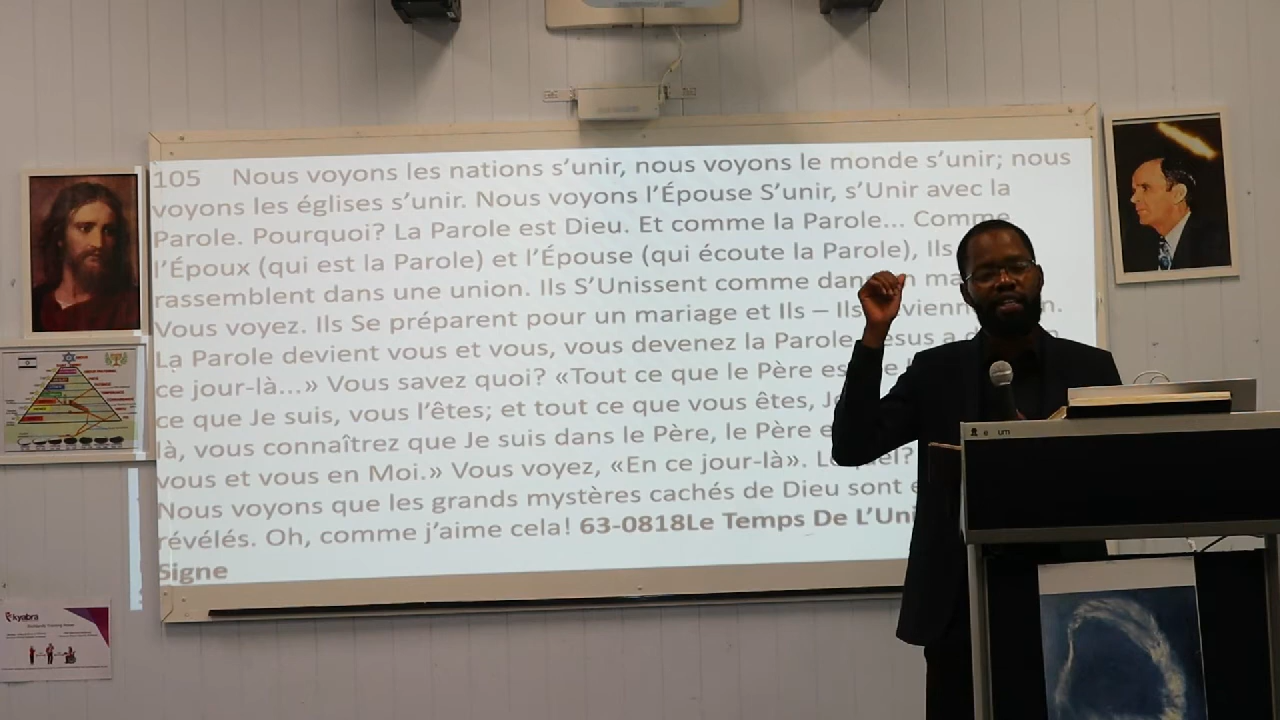 105 Nous voyons les nations s’unir, nous voyons le monde s’unir; nous
voyons les églises s’unir. Nous voyons l’Épouse S’unir, s’Unir avec la
Parole. Pourquoi? La Parole est Dieu. Et comme la Parole... Comme
l’Époux (qui est la Parole) et l’Épouse (qui écoute la Parole), Ils
rassemblent dans une union. Ils S’Unissent comme dans
Vous voyez. Ils Se préparent pour un mariage et Ils – Ils
La Parole devient vous et vous, vous devenez la Parole. Jésus a
ce jour-là...» Vous savez quoi? «Tout ce que le Père
ce que Je suis, vous l’êtes; et tout ce que vous êtes,
là, vous connaîtrez que Je suis dans le Père, le Père
vous et vous en Moi.» Vous voyez, «En ce jour-là».
Nous voyons que les grands mystères cachés de Dieu sont
révélés. Oh, comme j’aime cela! 63-0818Le Temps De
Signe
kyabra